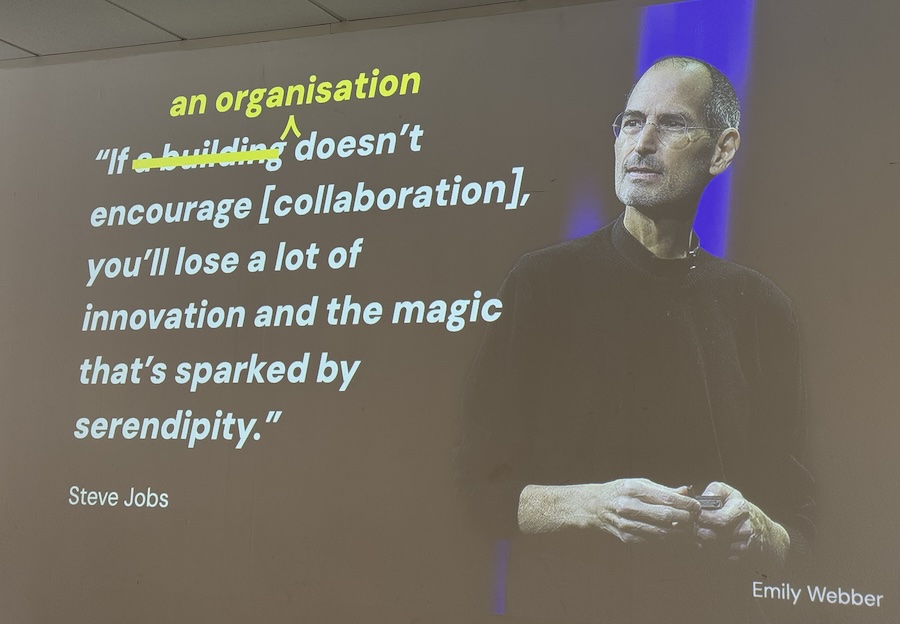 an organisation
“If a building doesn’t
encourage [collaboration],
you’ll lose a lot of
innovation and the magic
that’s sparked by
serendipity.”
Steve Jobs
Emily Webber